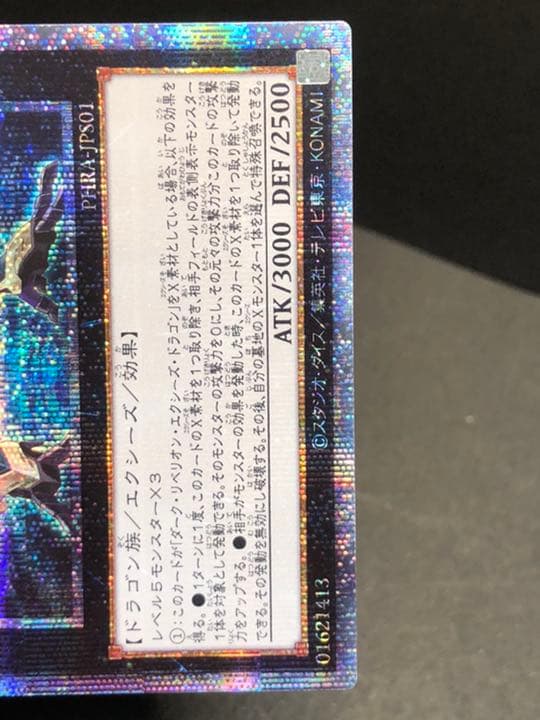 PHRA-JPS01
【ドラゴン族／エクシーズ／効果】
レベル5モンスター×3
①：このカードが「ダーク・リベリオン・エクシーズ・ドラゴン」をX素材としている場合、以下の効果を
得る。●1ターンに1度、このカードのX素材を1つ取り除き、相手フィールドの表側表示モンスター
1体を対象として発動できる。そのモンスターの攻撃力を0にし、その元々の攻撃力分このカードの攻撃
力をアップする。●相手がモンスターの効果を発動した時、このカードのX素材を1つ取り除いて発動
できる。その発動を無効にし破壊する。その後、自分の墓地のXモンスター1体を選んで特殊召喚できる。
ATK/3000 DEF/2500
01621413
©スタジオ・ダイス／集英社・テレビ東京・KONAMI